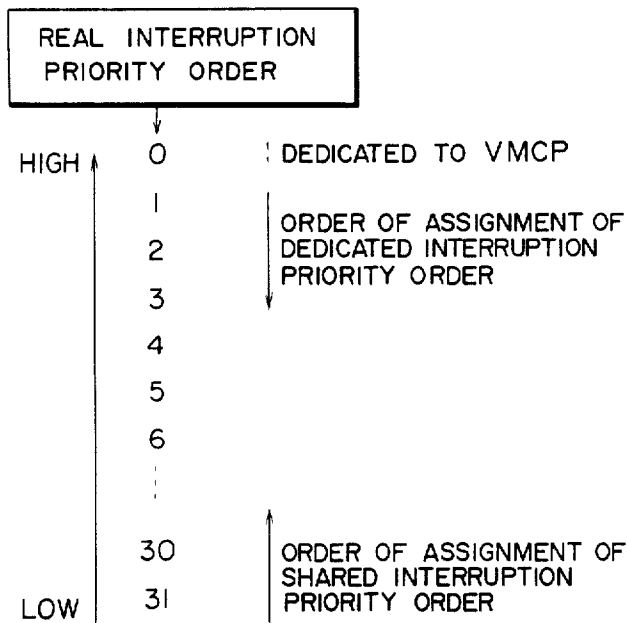 REAL INTERRUPTION
PRIORITY ORDER
HIGH
0 : DEDICATED TO VMCP
1
2
3
ORDER OF ASSIGNMENT OF
DEDICATED INTERRUPTION
PRIORITY ORDER
4
5
6
30
31
ORDER OF ASSIGNMENT OF
SHARED INTERRUPTION
PRIORITY ORDER
LOW